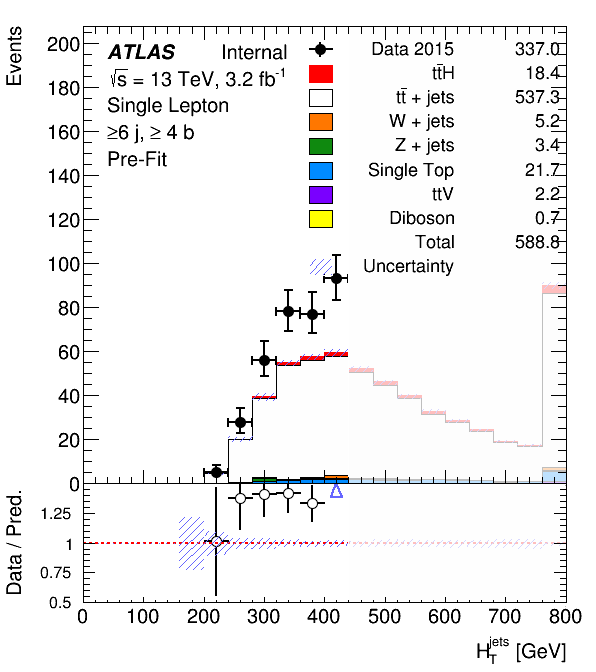 Events
200
180
160
140
120
100
80
60
40
20
0
ATLAS Internal
√s = 13 TeV, 3.2 fb⁻¹
Single Lepton
≥6 j, ≥ 4 b
Pre-Fit
Data 2015 337.0
tt̄H 18.4
tt̄ + jets 537.3
W + jets 5.2
Z + jets 3.4
Single Top 21.7
ttV 2.2
Diboson 0.7
Total 588.8
Uncertainty
Data / Pred.
1.25
1
0.75
0.5
0 100 200 300 400 500 600 700 800
H_T^jets [GeV]